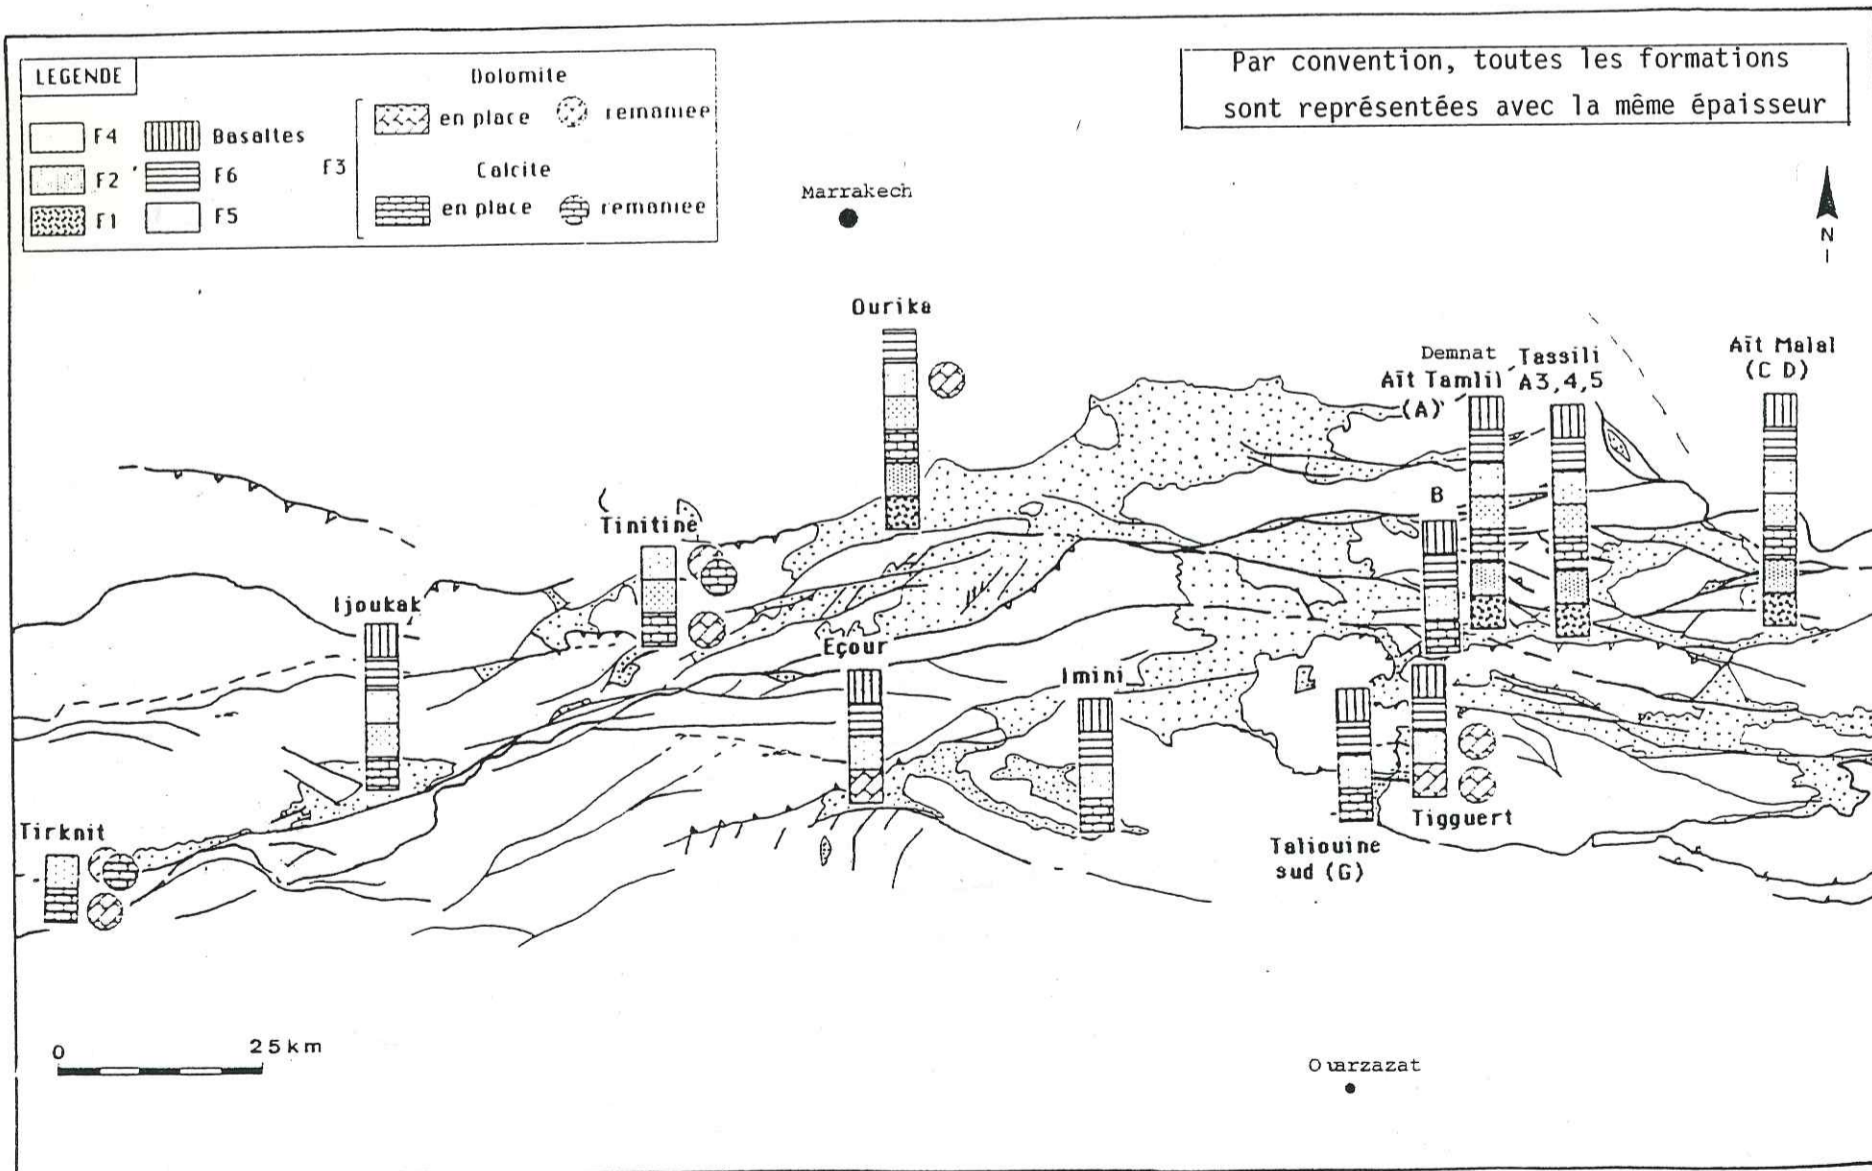 LEGENDE
F4
F2
F1
Basaltes
F6
F5
F3
Dolomite
en place
remaniee
Calcite
en place
remaniee
Par convention, toutes les formations
sont représentées avec la même épaisseur
Marrakech
N
Ourika
Demnat
Aït Tamlil
(A)
Tassili
A3,4,5
Aït Malal
(C D)
B
Tinitine
Ijoukak
Eçour
Imini
Tirknit
Taliouine
sud (G)
Tigguert
0
25km
Ouarzazat